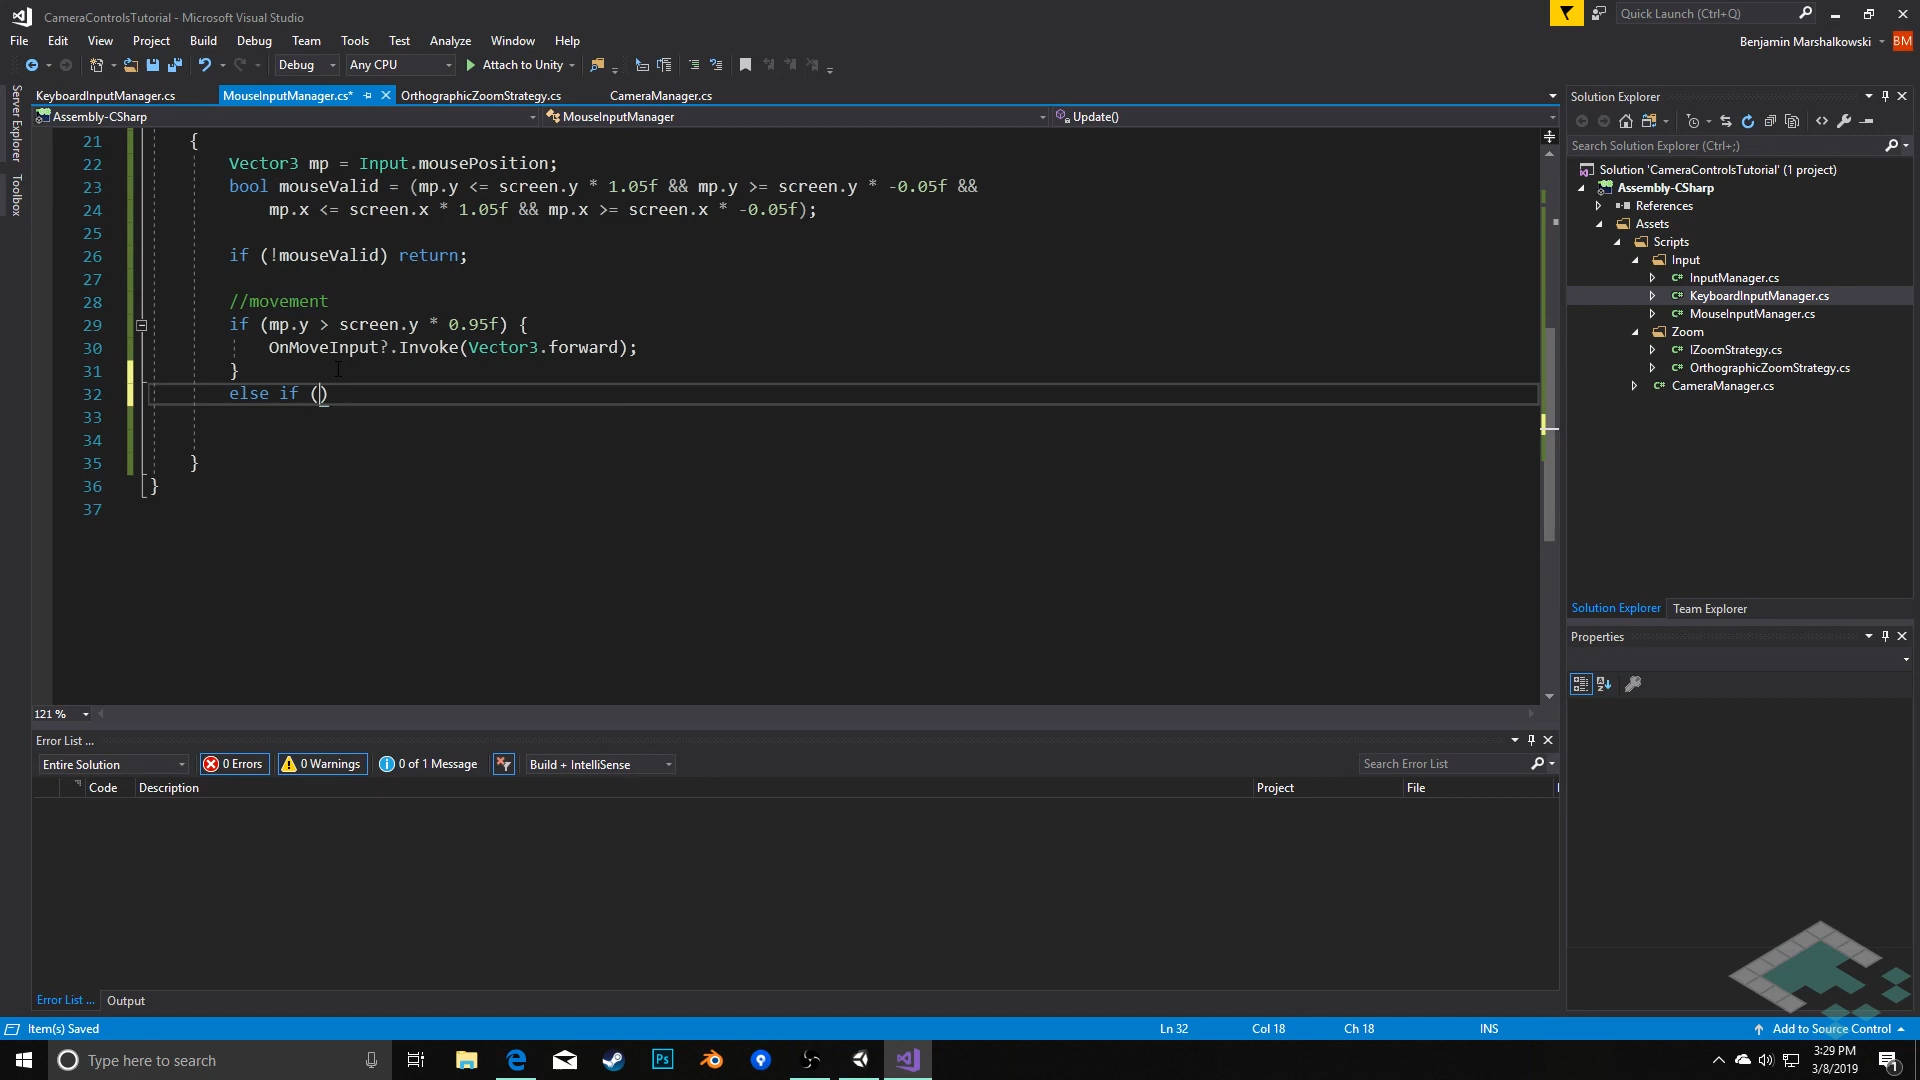 CameraControlsTutorial - Microsoft Visual Studio
Quick Launch (Ctrl+Q)
File Edit View Project Build Debug Team Tools Test Analyze Window Help
Benjamin Marshalkowski BM
Debug Any CPU Attach to Unity
Server Explorer
Toolbox
KeyboardInputManager.cs MouseInputManager.cs* OrthographicZoomStrategy.cs CameraManager.cs
Assembly-CSharp MouseInputManager Update()
21 {
22 Vector3 mp = Input.mousePosition;
23 bool mouseValid = (mp.y <= screen.y * 1.05f && mp.y >= screen.y * -0.05f &&
24 mp.x <= screen.x * 1.05f && mp.x >= screen.x * -0.05f);
25
26 if (!mouseValid) return;
27
28 //movement
29 if (mp.y > screen.y * 0.95f) {
30 OnMoveInput?.Invoke(Vector3.forward);
31 }
32 else if ()
33
34
35 }
36 }
37
121 %
Solution Explorer
Search Solution Explorer (Ctrl+;)
Solution 'CameraControlsTutorial' (1 project)
Assembly-CSharp
References
Assets
Scripts
Input
C# InputManager.cs
C# KeyboardInputManager.cs
C# MouseInputManager.cs
Zoom
C# IZoomStrategy.cs
C# OrthographicZoomStrategy.cs
C# CameraManager.cs
Solution Explorer Team Explorer
Properties
Error List ...
Entire Solution 0 Errors 0 Warnings 0 of 1 Message Build + IntelliSense Search Error List
Code Description Project File
Error List ... Output
Item(s) Saved Ln 32 Col 18 Ch 18 INS Add to Source Control
Type here to search
Ps
3:29 PM
3/8/2019
1